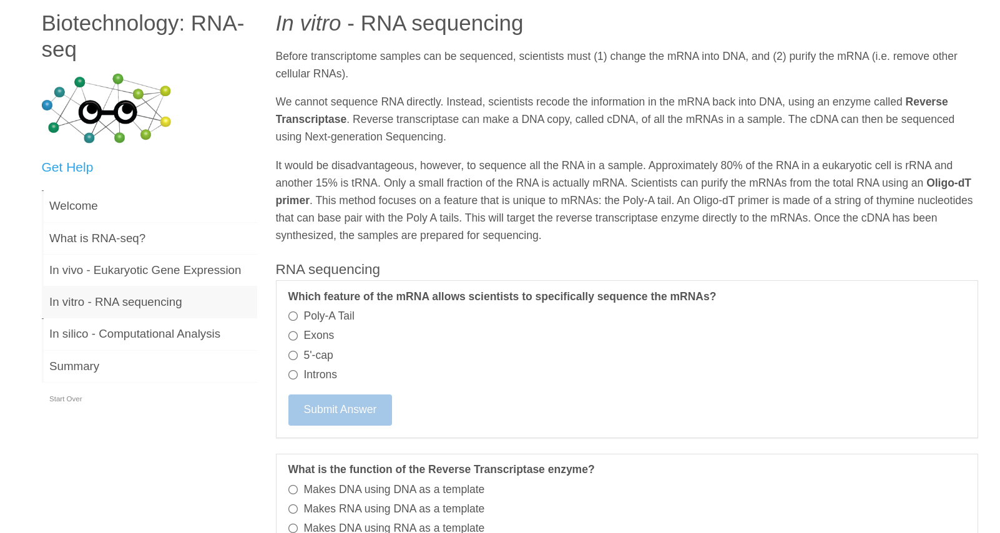 Biotechnology: RNA-
seq
Get Help
Welcome
What is RNA-seq?
In vivo - Eukaryotic Gene Expression
In vitro - RNA sequencing
In silico - Computational Analysis
Summary
Start Over
In vitro - RNA sequencing
Before transcriptome samples can be sequenced, scientists must (1) change the mRNA into DNA, and (2) purify the mRNA (i.e. remove other
cellular RNAs).
We cannot sequence RNA directly. Instead, scientists recode the information in the mRNA back into DNA, using an enzyme called Reverse
Transcriptase. Reverse transcriptase can make a DNA copy, called cDNA, of all the mRNAs in a sample. The cDNA can then be sequenced
using Next-generation Sequencing.
It would be disadvantageous, however, to sequence all the RNA in a sample. Approximately 80% of the RNA in a eukaryotic cell is rRNA and
another 15% is tRNA. Only a small fraction of the RNA is actually mRNA. Scientists can purify the mRNAs from the total RNA using an Oligo-dT
primer. This method focuses on a feature that is unique to mRNAs: the Poly-A tail. An Oligo-dT primer is made of a string of thymine nucleotides
that can base pair with the Poly A tails. This will target the reverse transcriptase enzyme directly to the mRNAs. Once the cDNA has been
synthesized, the samples are prepared for sequencing.
RNA sequencing
Which feature of the mRNA allows scientists to specifically sequence the mRNAs?
Poly-A Tail
Exons
5'-cap
Introns
Submit Answer
What is the function of the Reverse Transcriptase enzyme?
Makes DNA using DNA as a template
Makes RNA using DNA as a template
Makes DNA using RNA as a template